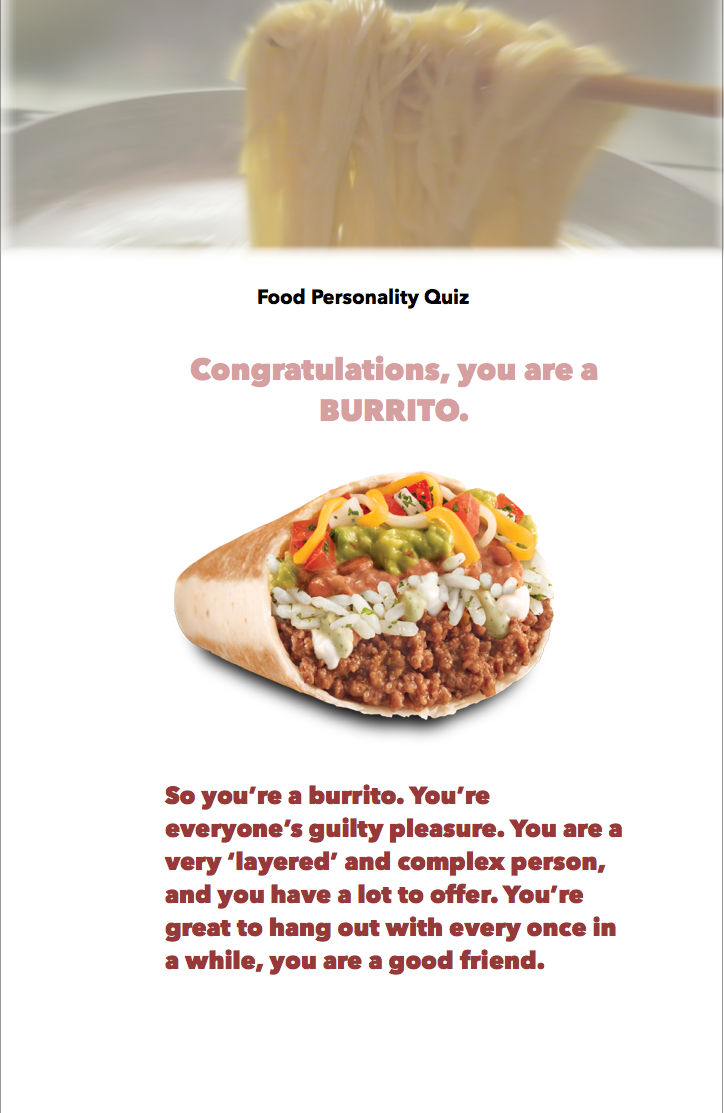 Food Personality Quiz
Congratulations, you are a
BURRITO.
So you’re a burrito. You’re
everyone’s guilty pleasure. You are a
very ‘layered’ and complex person,
and you have a lot to offer. You’re
great to hang out with every once in
a while, you are a good friend.